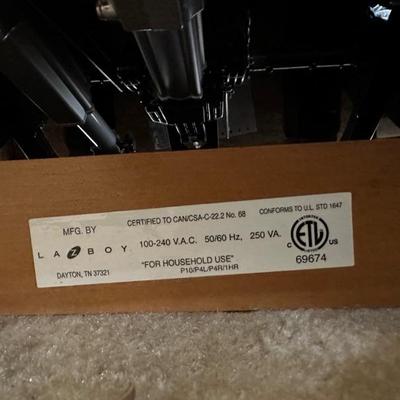 MFG. BY
CERTIFIED TO CAN/CSA-C-22.2 No. 68
CONFORMS TO U.L. STD 1647
LA Z BOY
100-240 V.A.C. 50/60 Hz, 250 VA.
C ETL US
DAYTON, TN 37321
"FOR HOUSEHOLD USE"
69674
P10/P4L/P4R/1HR